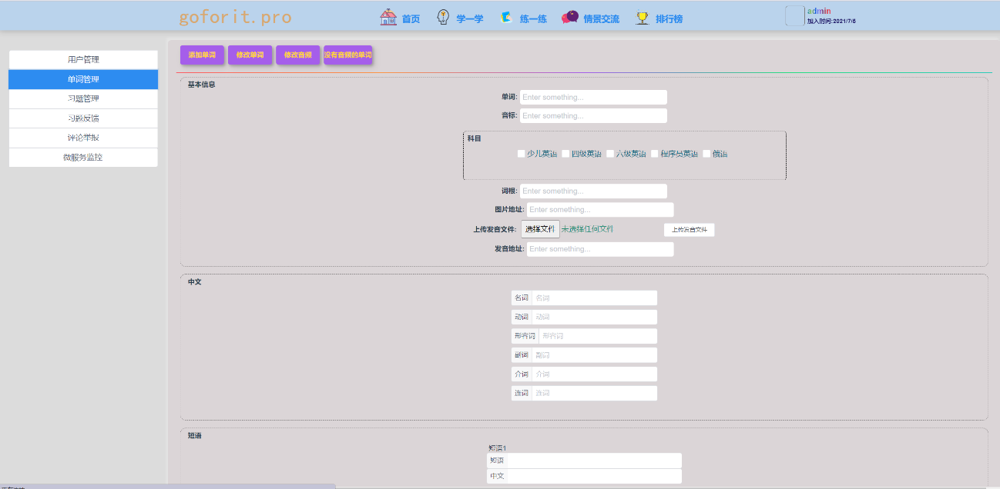 goforit.pro 首页 学一学 练一练 情景交流 排行榜 admin
加入时间:2021/7/5
用户管理
单词管理
习题管理
习题反馈
评论举报
微服务监控
添加单词 修改单词 修改音频 没有音频的单词
基本信息
单词: Enter something...
音标: Enter something...
科目
少儿英语 四级英语 六级英语 程序员英语 俄语
词根: Enter something...
图片地址: Enter something...
上传发音文件: 选择文件 未选择任何文件 上传发音文件
发音地址: Enter something...
中文
名词 名词
动词 动词
形容词 形容词
副词 副词
介词 介词
连词 连词
短语
短语1
短语
中文